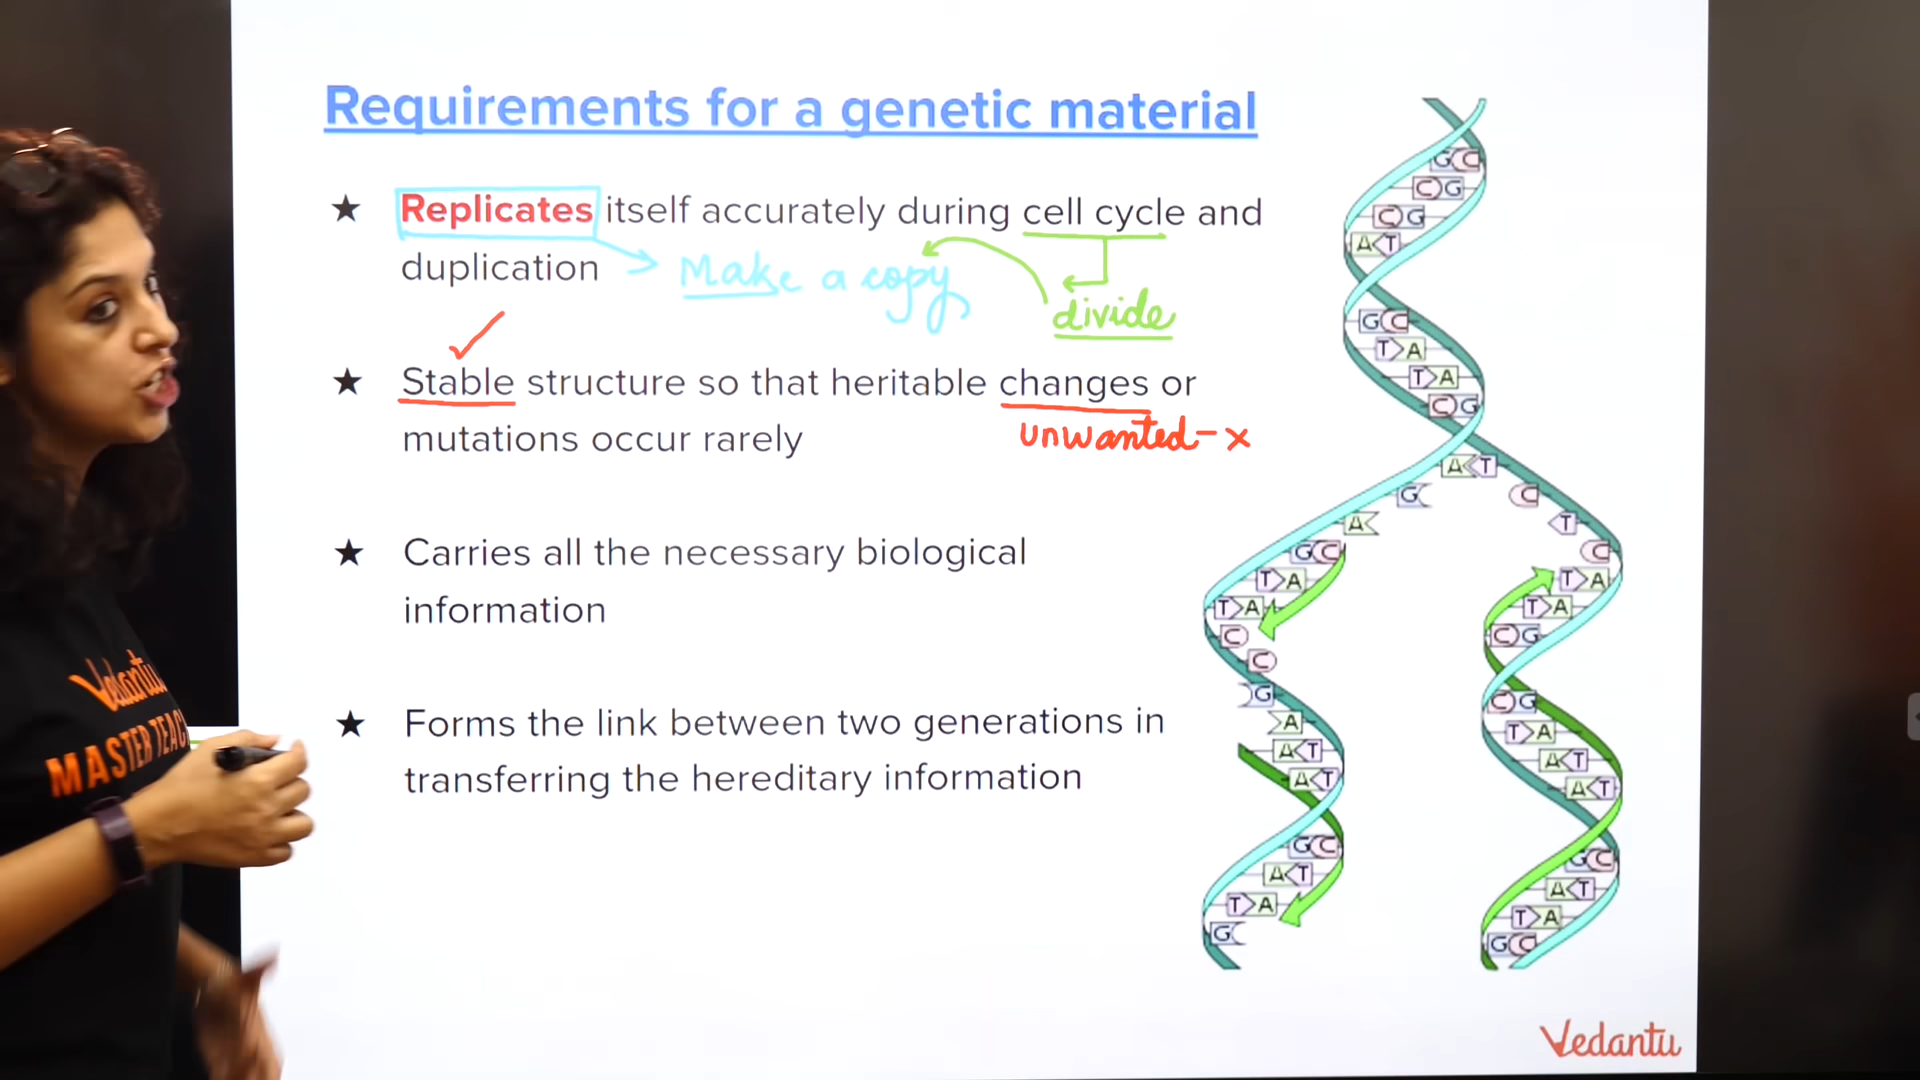 Requirements for a genetic material
★ Replicates itself accurately during cell cycle and
duplication
Make a copy
divide
★ Stable structure so that heritable changes or
unwanted - x
mutations occur rarely
★ Carries all the necessary biological
information
★ Forms the link between two generations in
transferring the hereditary information
G C
C G
C G
A T
G C
T A
T A
C G
A T
G C
A T
G C C
T A T A
T A T A
C C G
C
G C G
A T A
A T A T
A T A T
G C G C
A T A T
T A T A
G G C
Vedantu
MASTER TEAC
Vedantu